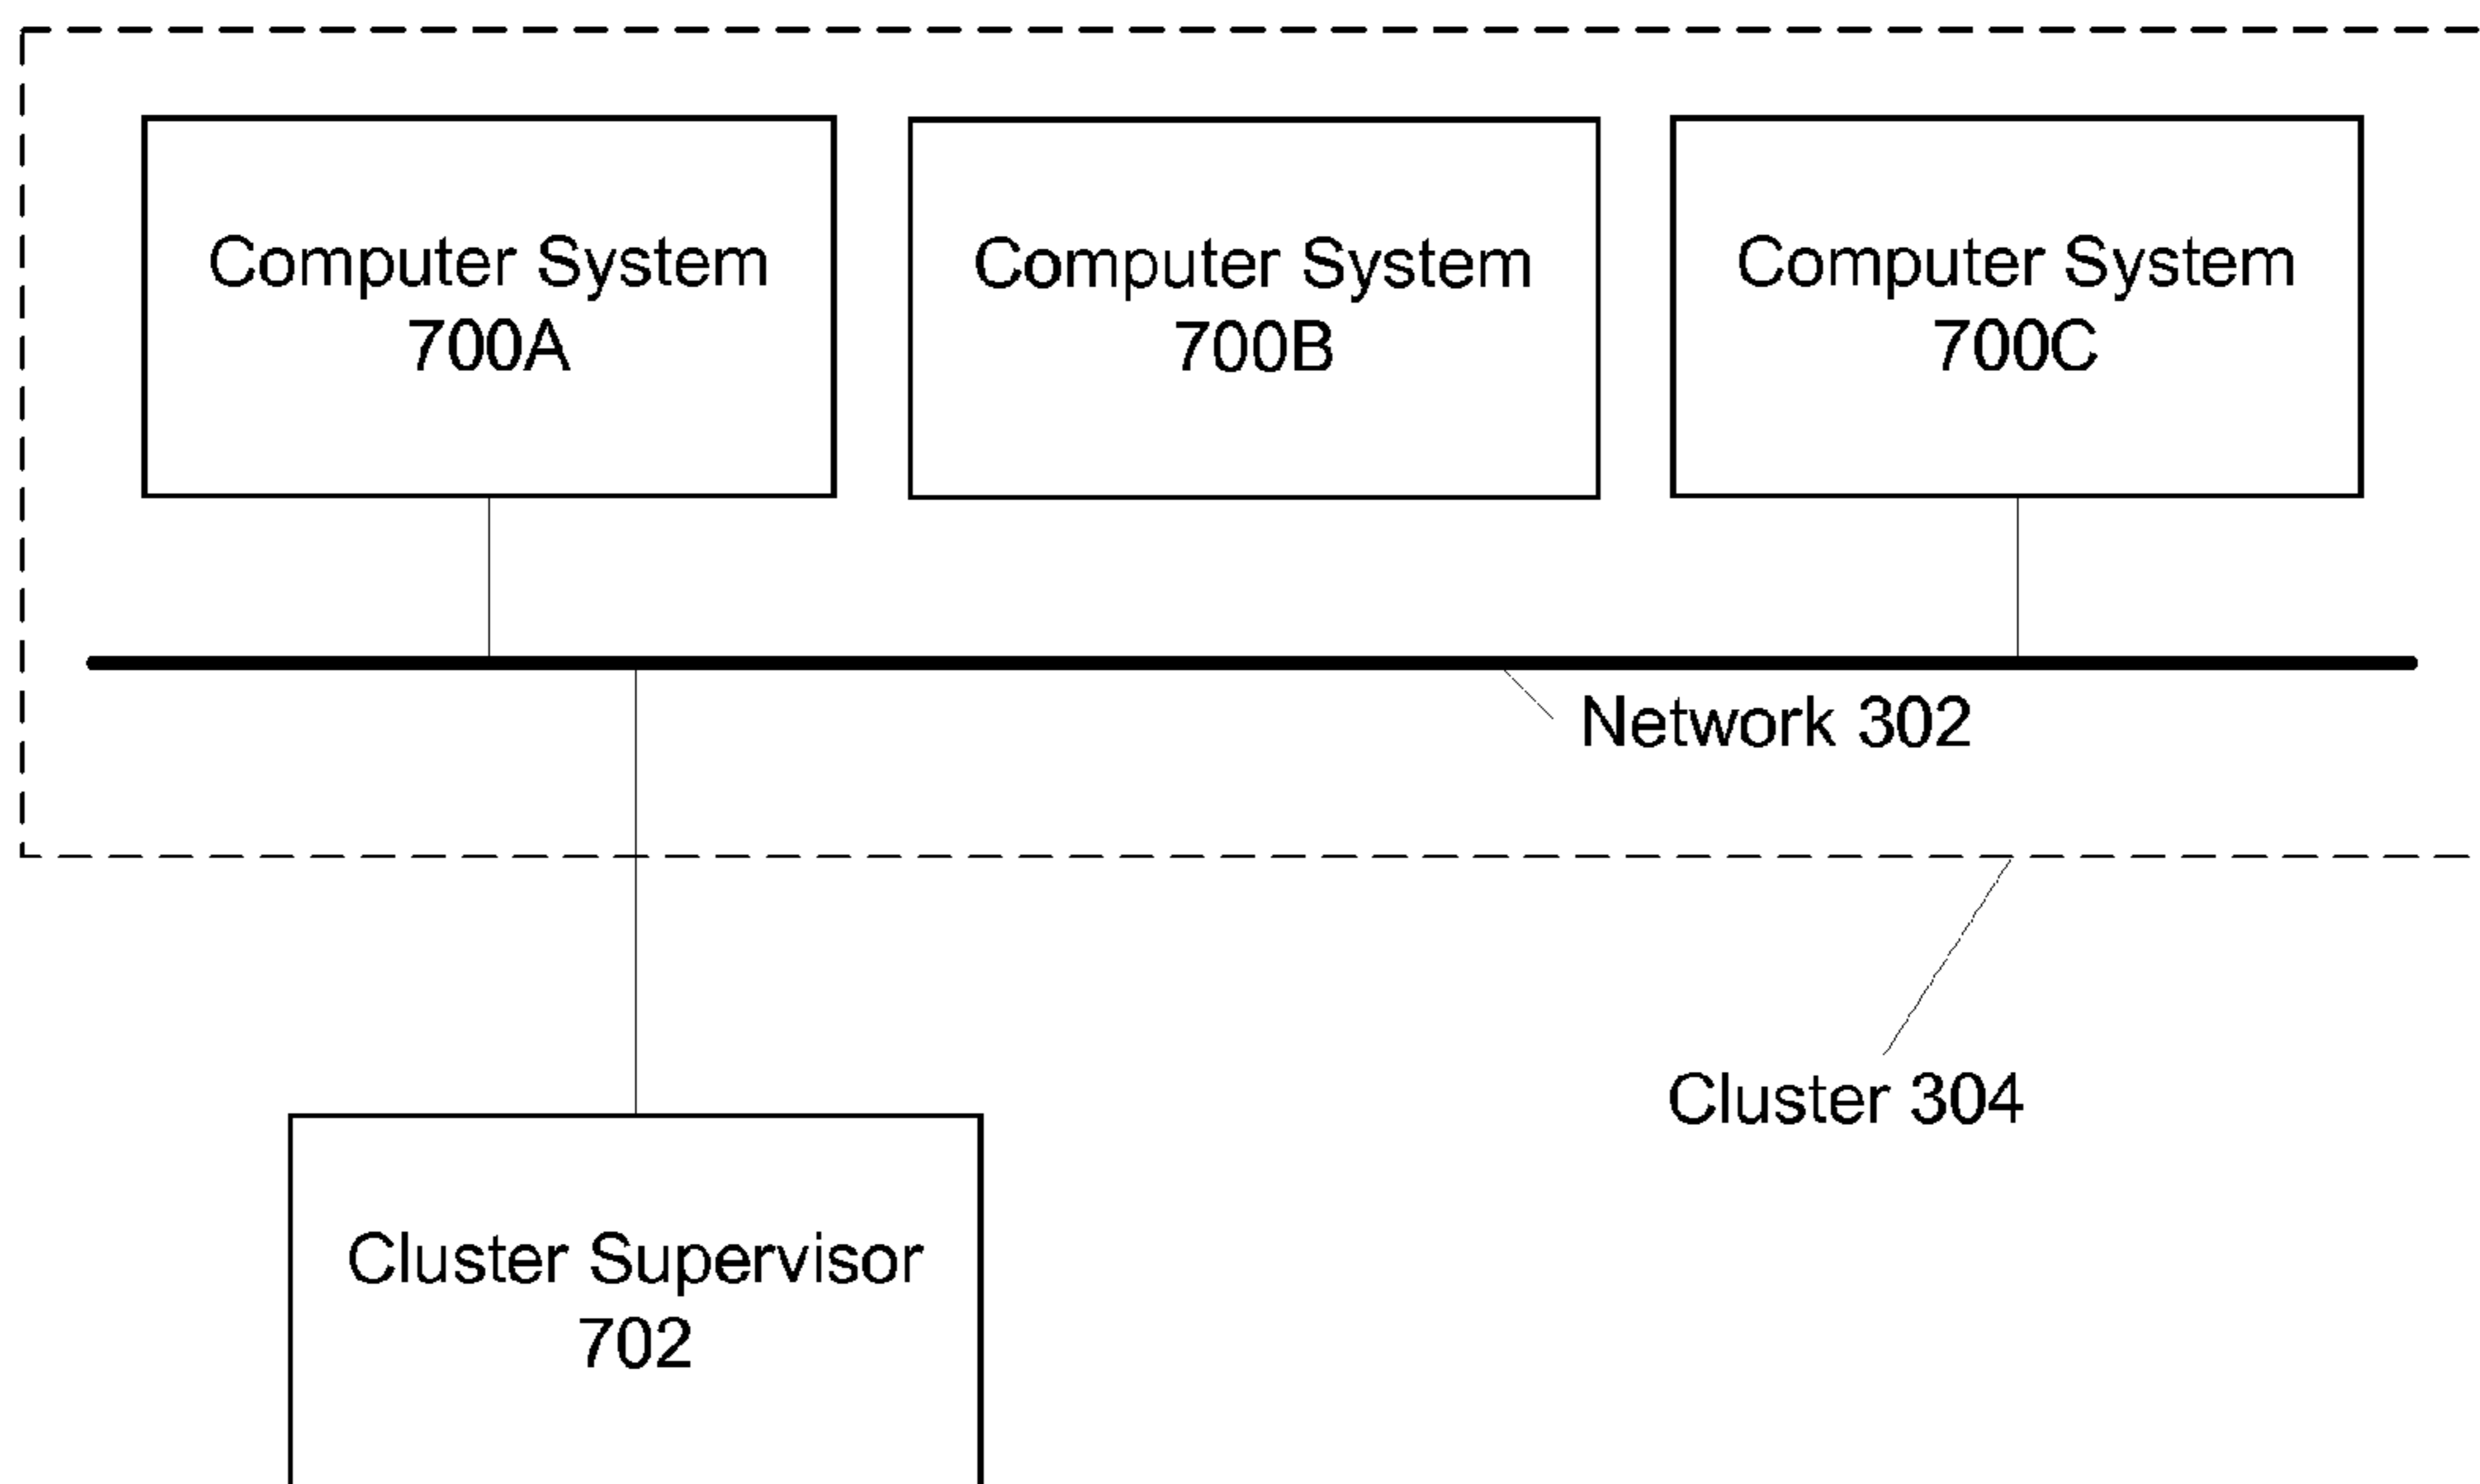 Computer System
700A
Computer System
700B
Computer System
700C
Network 302
Cluster 304
Cluster Supervisor
702